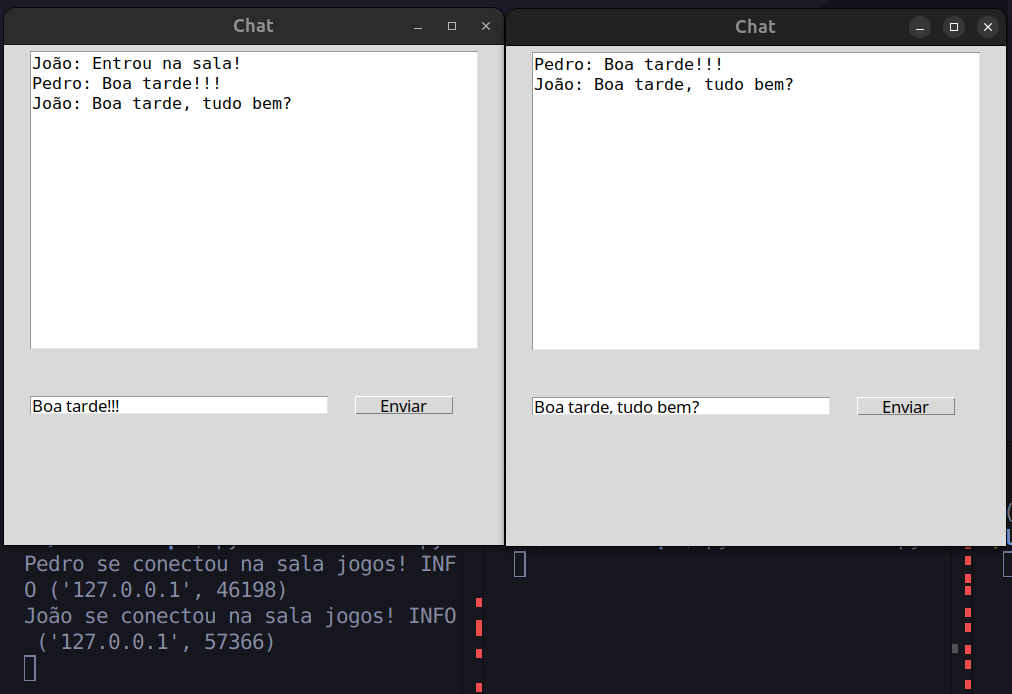 Chat
João: Entrou na sala!
Pedro: Boa tarde!!!
João: Boa tarde, tudo bem?
Boa tarde!!!
Enviar
Chat
Pedro: Boa tarde!!!
João: Boa tarde, tudo bem?
Boa tarde, tudo bem?
Enviar
Pedro se conectou na sala jogos! INF
O ('127.0.0.1', 46198)
João se conectou na sala jogos! INFO
('127.0.0.1', 57366)